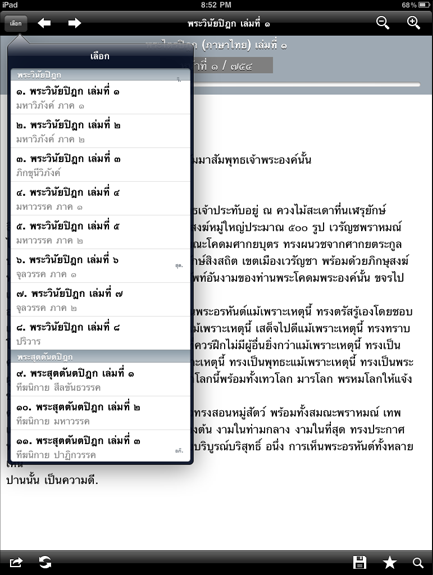 iPad
8:52 PM
68%
เลือก
พระวินัยปิฎก เล่มที่ ๑
(ภาษาไทย) เล่มที่ ๑
ที่ ๑ / ๗๕๔
เลือก
พระวินัยปิฎก
๑. พระวินัยปิฎก เล่มที่ ๑
มหาวิภังค์ ภาค ๑
๒. พระวินัยปิฎก เล่มที่ ๒
มหาวิภังค์ ภาค ๒
๓. พระวินัยปิฎก เล่มที่ ๓
ภิกขุนีวิภังค์
๔. พระวินัยปิฎก เล่มที่ ๔
มหาวรรค ภาค ๑
๕. พระวินัยปิฎก เล่มที่ ๕
มหาวรรค ภาค ๒
๖. พระวินัยปิฎก เล่มที่ ๖
จุลวรรค ภาค ๑
๗. พระวินัยปิฎก เล่มที่ ๗
จุลวรรค ภาค ๒
๘. พระวินัยปิฎก เล่มที่ ๘
ปริวาร
พระสุตตันตปิฎก
๙. พระสุตตันตปิฎก เล่มที่ ๑
ทีฆนิกาย สีลขันธวรรค
๑๐. พระสุตตันตปิฎก เล่มที่ ๒
ทีฆนิกาย มหาวรรค
๑๑. พระสุตตันตปิฎก เล่มที่ ๓
ทีฆนิกาย ปาฏิกวรรค
มมาสัมพุทธเจ้าพระองค์นั้น
ธเจ้าประทับอยู่ ณ ควงไม้สะเดาที่นเฬรุยักษ์
สงฆ์หมู่ใหญ่ประมาณ ๕๐๐ รูป เวรัญชพราหมณ์
ณะโคดมศากยบุตร ทรงผนวชจากศากยตระกูล
กษ์สิงสถิต เขตเมืองเวรัญชา พร้อมด้วยภิกษุสงฆ์
พท์อันงามของท่านพระโคดมพระองค์นั้น ขจรไป
พระอรหันต์แม้เพราะเหตุนี้ ทรงตรัสรู้เองโดยชอบ
แม้เพราะเหตุนี้ เสด็จไปดีแม้เพราะเหตุนี้ ทรงทราบ
ควรฝึกไม่มีผู้อื่นยิ่งกว่าแม้เพราะเหตุนี้ ทรงเป็น
เหตุนี้ ทรงเป็นพุทธะแม้เพราะเหตุนี้ ทรงเป็นพระ
โลกนี้พร้อมทั้งเทวโลก มารโลก พรหมโลกให้แจ้ง
ทรงสอนหมู่สัตว์ พร้อมทั้งสมณะพราหมณ์ เทพ
ต้น งามในท่ามกลาง งามในที่สุด ทรงประกาศ
บริบูรณ์บริสุทธิ์ อนึ่ง การเห็นพระอรหันต์ทั้งหลาย
ปานนั้น เป็นความดี.